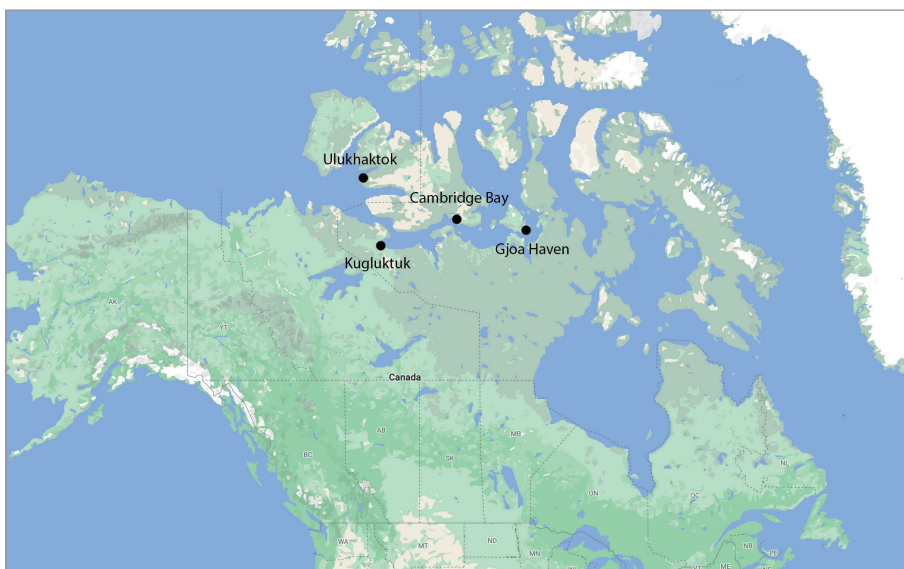 Ulukhaktok
Cambridge Bay
Gjoa Haven
Kugluktuk
AK
YT
Canada
AB
MB
BC
SK
NL
ON
QC
WA
MT
ND
MN
NB
PE
ME